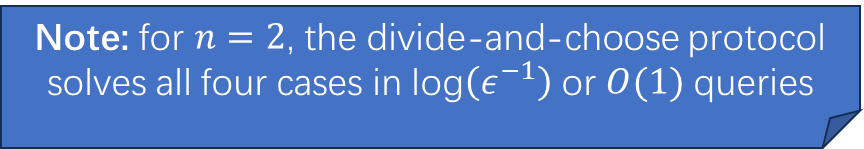 Note: for n = 2, the divide-and-choose protocol
solves all four cases in log(ϵ⁻¹) or O(1) queries